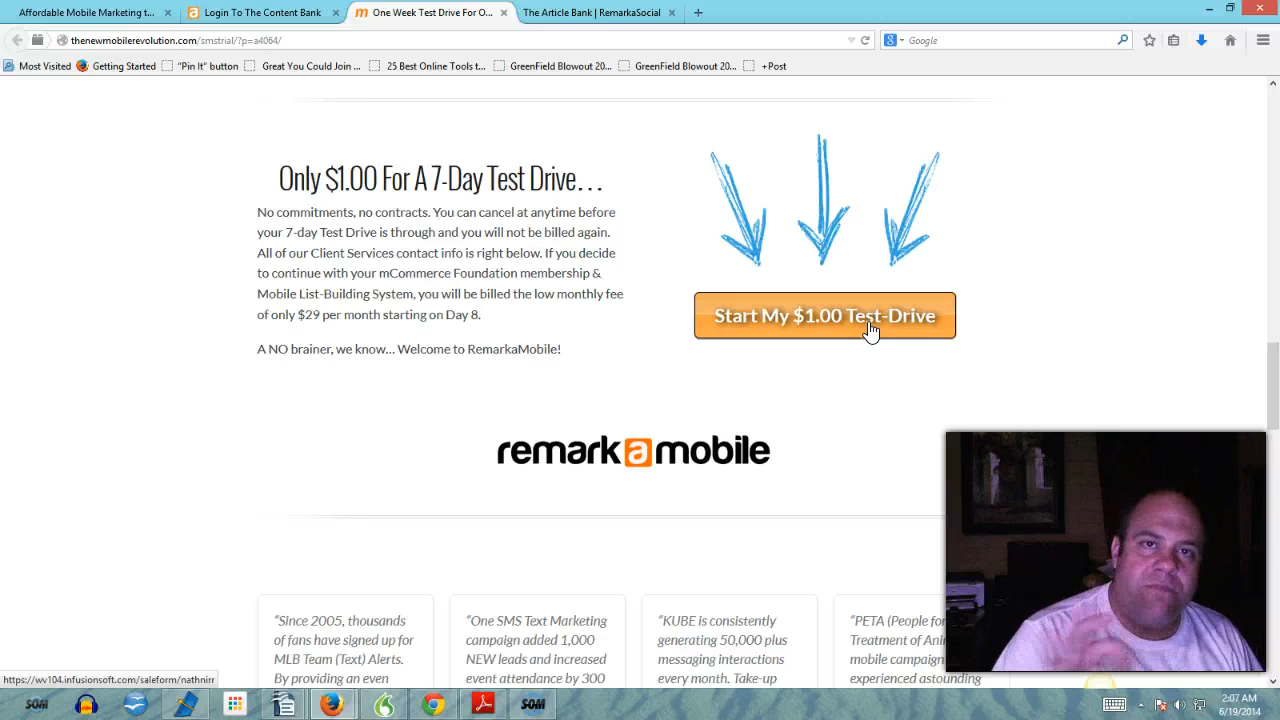 Affordable Mobile Marketing t...
Login To The Content Bank
One Week Test Drive For O...
The Article Bank | RemarkaSocial
thenewmobilerevolution.com/smstrial/?p=a4064/
Google
Most Visited
Getting Started
"Pin It" button
Great You Could Join ...
25 Best Online Tools t...
GreenField Blowout 20...
GreenField Blowout 20...
+Post
Only $1.00 For A 7-Day Test Drive...
No commitments, no contracts. You can cancel at anytime before
your 7-day Test Drive is through and you will not be billed again.
All of our Client Services contact info is right below. If you decide
to continue with your mCommerce Foundation membership &
Mobile List-Building System, you will be billed the low monthly fee
of only $29 per month starting on Day 8.
A NO brainer, we know... Welcome to RemarkaMobile!
Start My $1.00 Test-Drive
remarkamobile
"Since 2005, thousands
of fans have signed up for
MLB Team (Text) Alerts.
By providing an even
"One SMS Text Marketing
campaign added 1,000
NEW leads and increased
event attendance by 300
"KUBE is consistently
generating 50,000 plus
messaging interactions
every month. Take-up
"PETA (People for
Treatment of Ani
mobile campaign
experienced astounding
https://wv104.infusionsoft.com/saleform/nathnirr
SOM
SOM
2:07 AM
6/19/2014